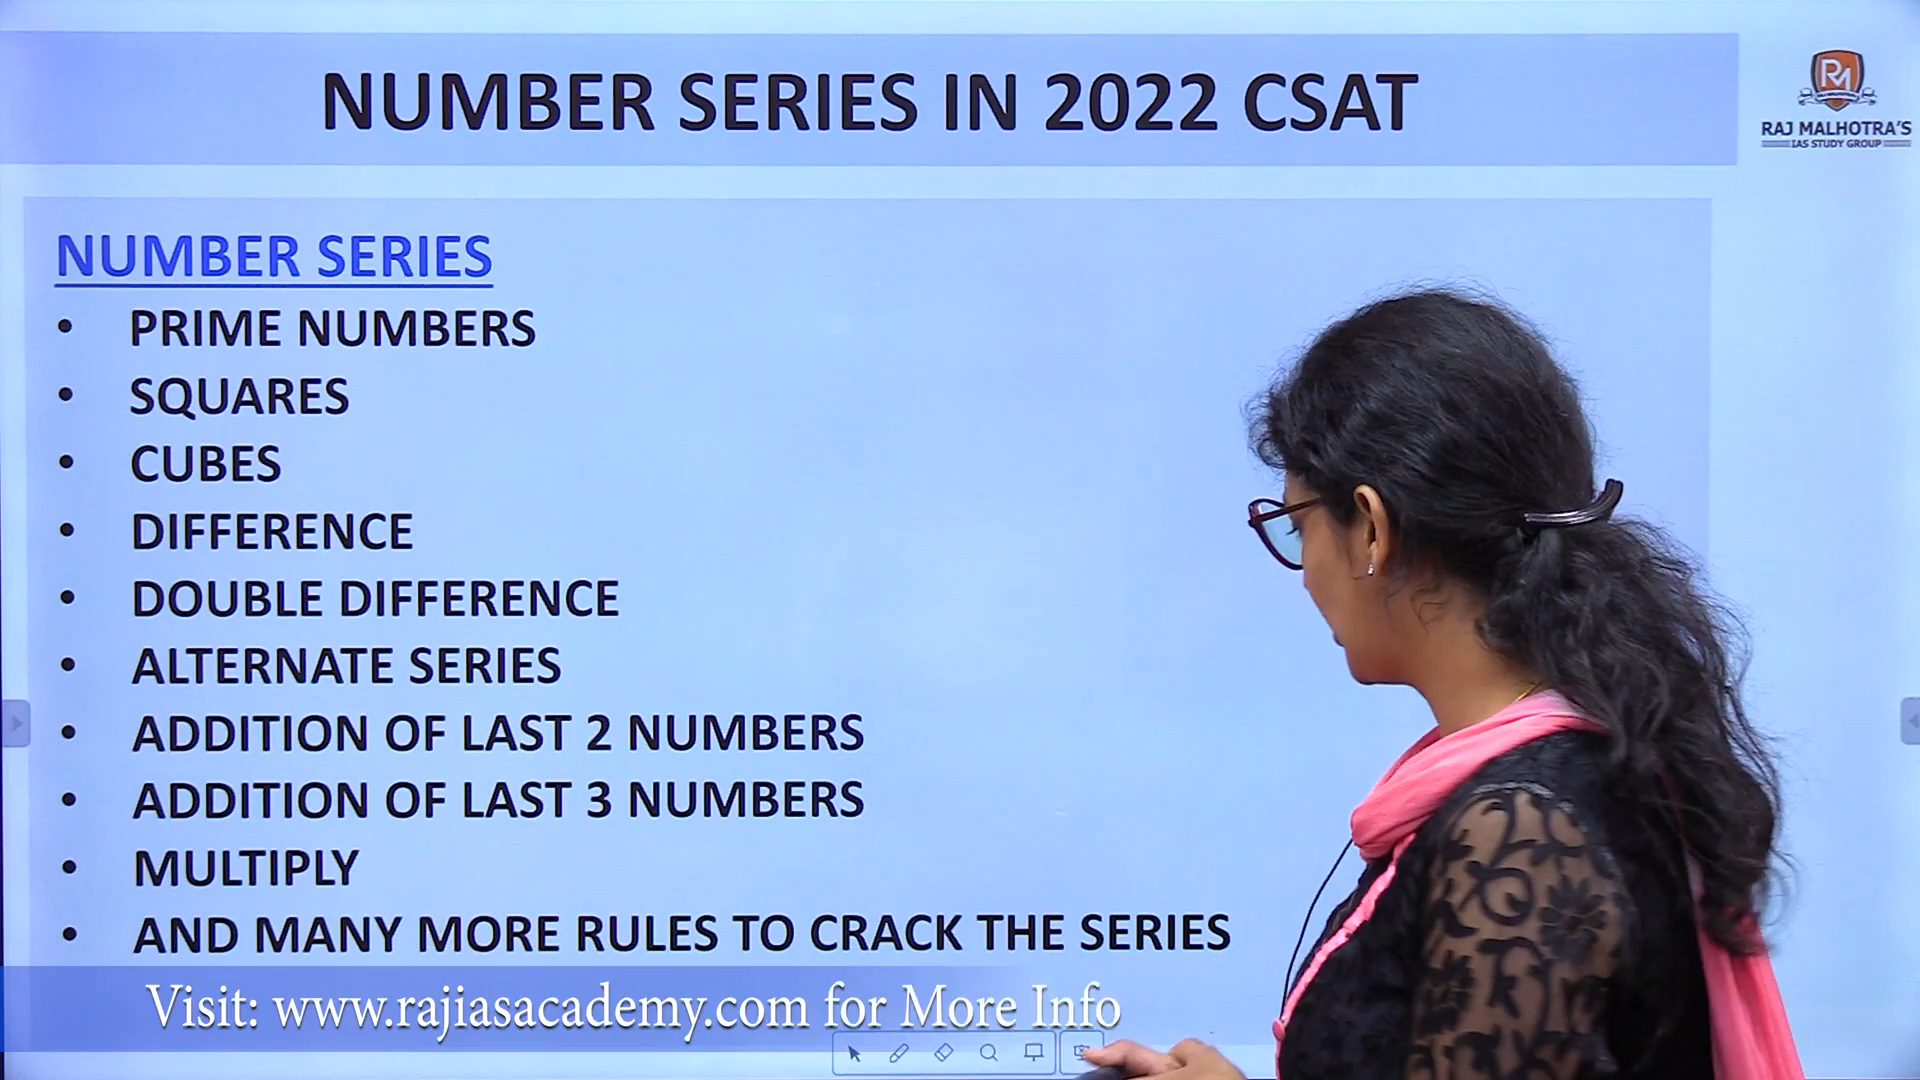 NUMBER SERIES IN 2022 CSAT
RM
RAJ MALHOTRA'S
IAS STUDY GROUP
NUMBER SERIES
• PRIME NUMBERS
• SQUARES
• CUBES
• DIFFERENCE
• DOUBLE DIFFERENCE
• ALTERNATE SERIES
• ADDITION OF LAST 2 NUMBERS
• ADDITION OF LAST 3 NUMBERS
• MULTIPLY
• AND MANY MORE RULES TO CRACK THE SERIES
Visit: www.rajiasacademy.com for More Info